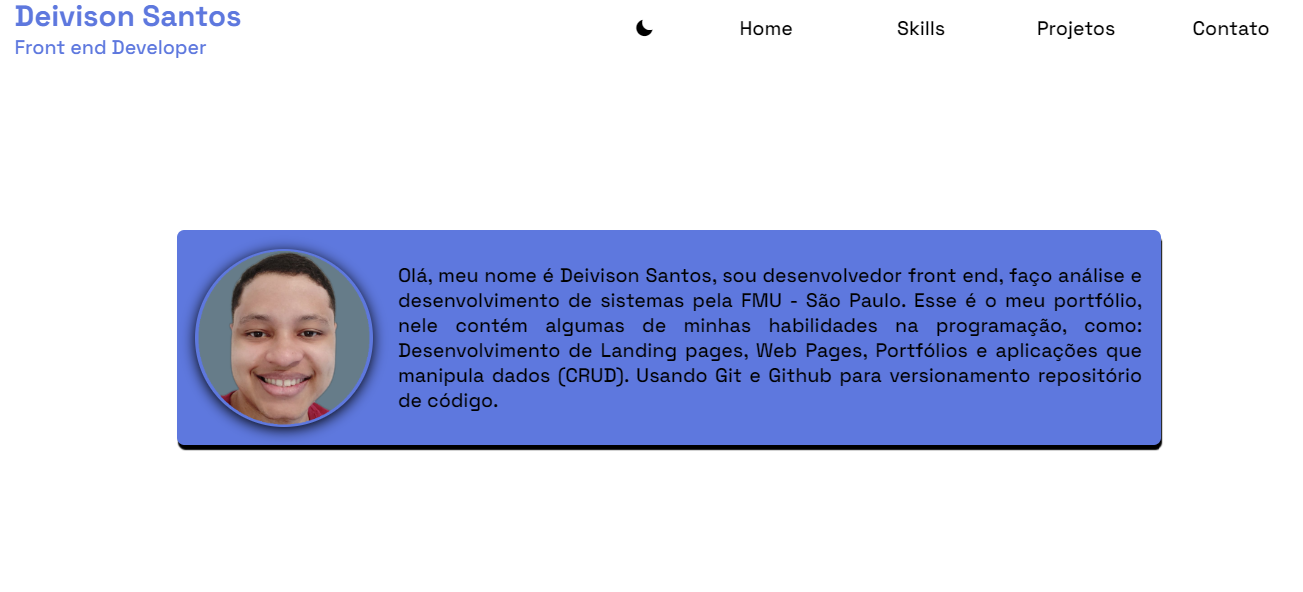 Deivison Santos
Front end Developer
Home Skills Projetos Contato
Olá, meu nome é Deivison Santos, sou desenvolvedor front end, faço análise e
desenvolvimento de sistemas pela FMU - São Paulo. Esse é o meu portfólio,
nele contém algumas de minhas habilidades na programação, como:
Desenvolvimento de Landing pages, Web Pages, Portfólios e aplicações que
manipula dados (CRUD). Usando Git e Github para versionamento repositório
de código.